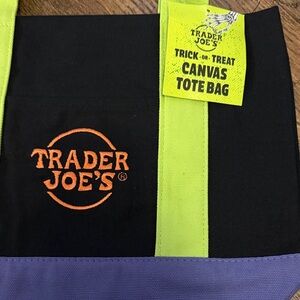 TRADER
JOE'S
TRICK-OR-TREAT
CANVAS
TOTE BAG
TRADER
JOE'S®